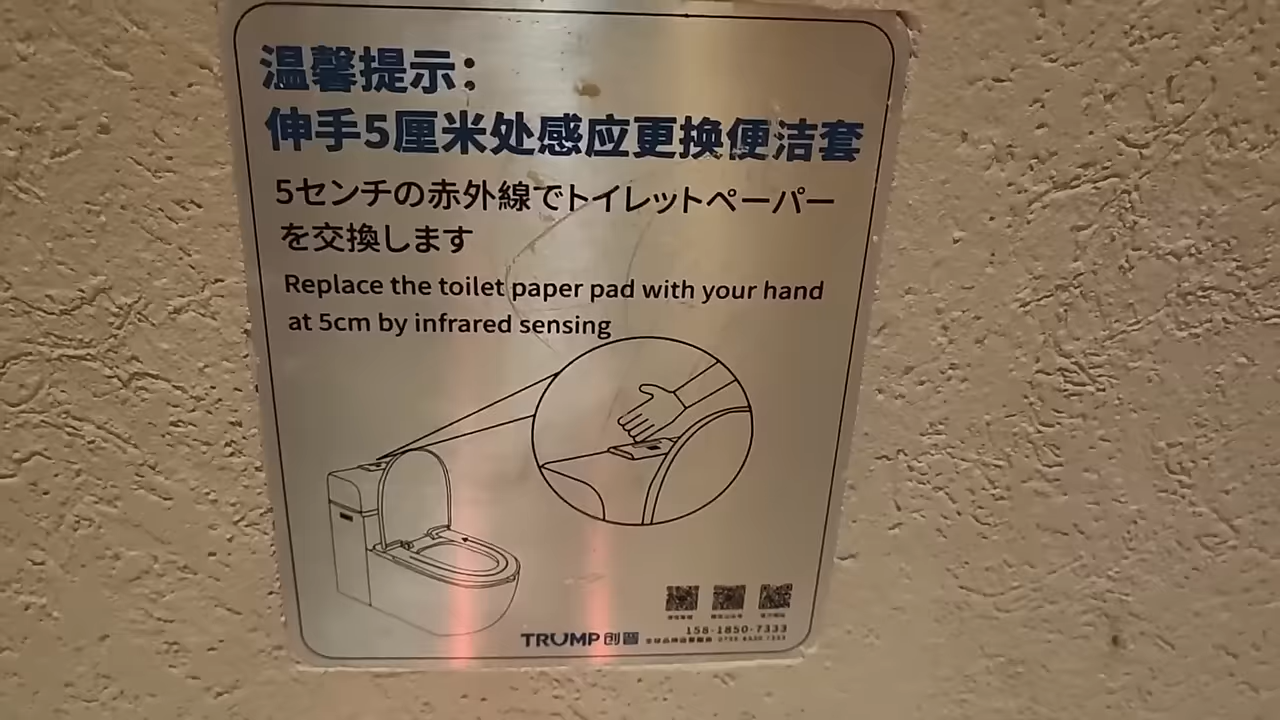 温馨提示：
伸手5厘米处感应更换便洁套
5センチの赤外線でトイレットペーパー
を交換します
Replace the toilet paper pad with your hand
at 5cm by infrared sensing
TRUMP 创普
158-1850-7333